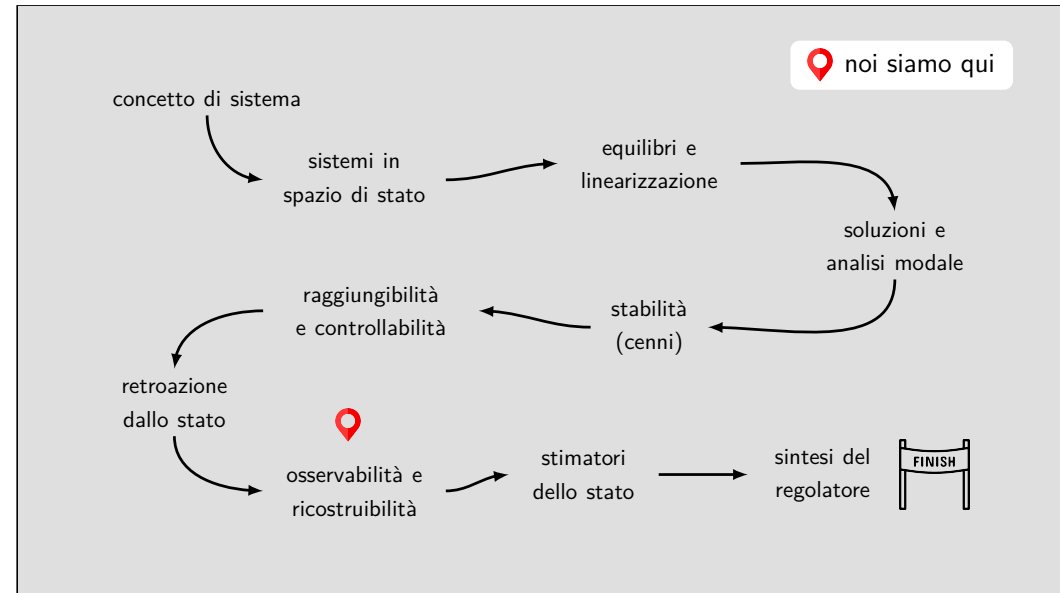 noi siamo qui
concetto di sistema
sistemi in
spazio di stato
equilibri e
linearizzazione
soluzioni e
analisi modale
stabilità
(cenni)
raggiungibilità
e controllabilità
retroazione
dallo stato
osservabilità e
ricostruibilità
stimatori
dello stato
sintesi del
regolatore
FINISH